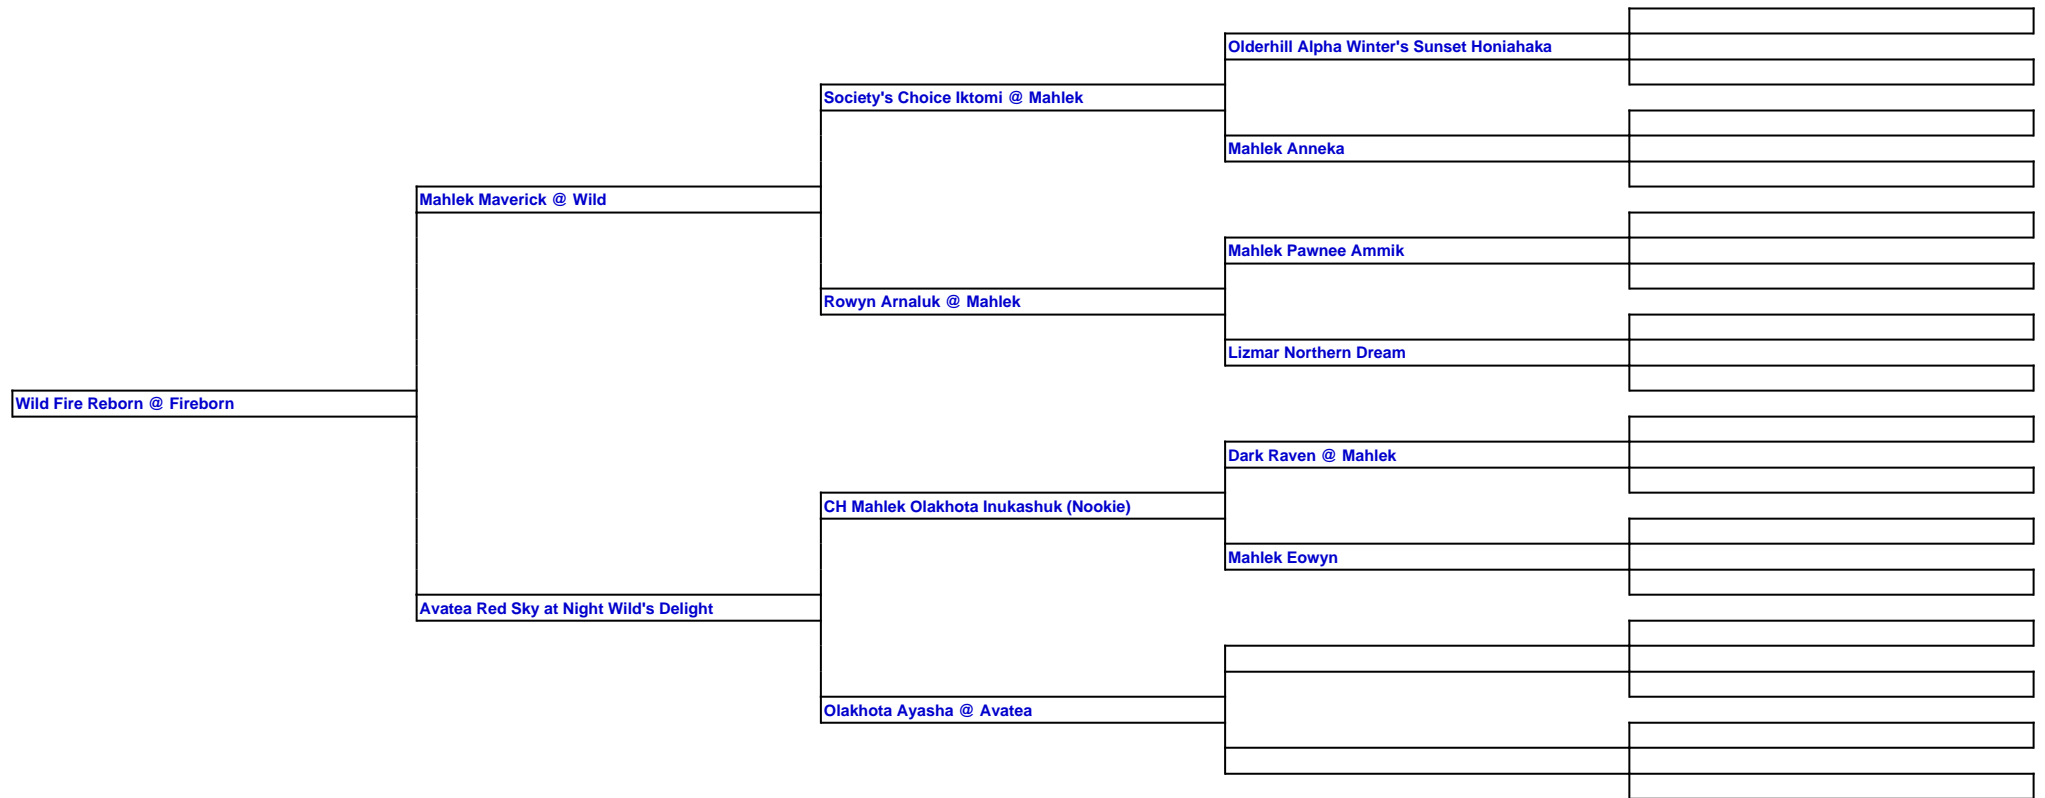 Olderhill Alpha Winter's Sunset Honiahaka
Society's Choice Iktomi @ Mahlek
Mahlek Anneka
Mahlek Maverick @ Wild
Mahlek Pawnee Ammik
Rowyn Arnaluk @ Mahlek
Lizmar Northern Dream
Wild Fire Reborn @ Fireborn
Dark Raven @ Mahlek
CH Mahlek Olakhota Inukashuk (Nookie)
Mahlek Eowyn
Avatea Red Sky at Night Wild's Delight
Olakhota Ayasha @ Avatea